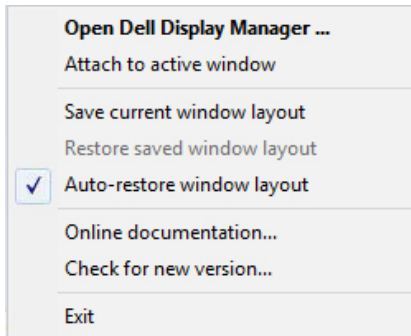 Open Dell Display Manager ...
Attach to active window
Save current window layout
Restore saved window layout
Auto-restore window layout
Online documentation...
Check for new version...
Exit